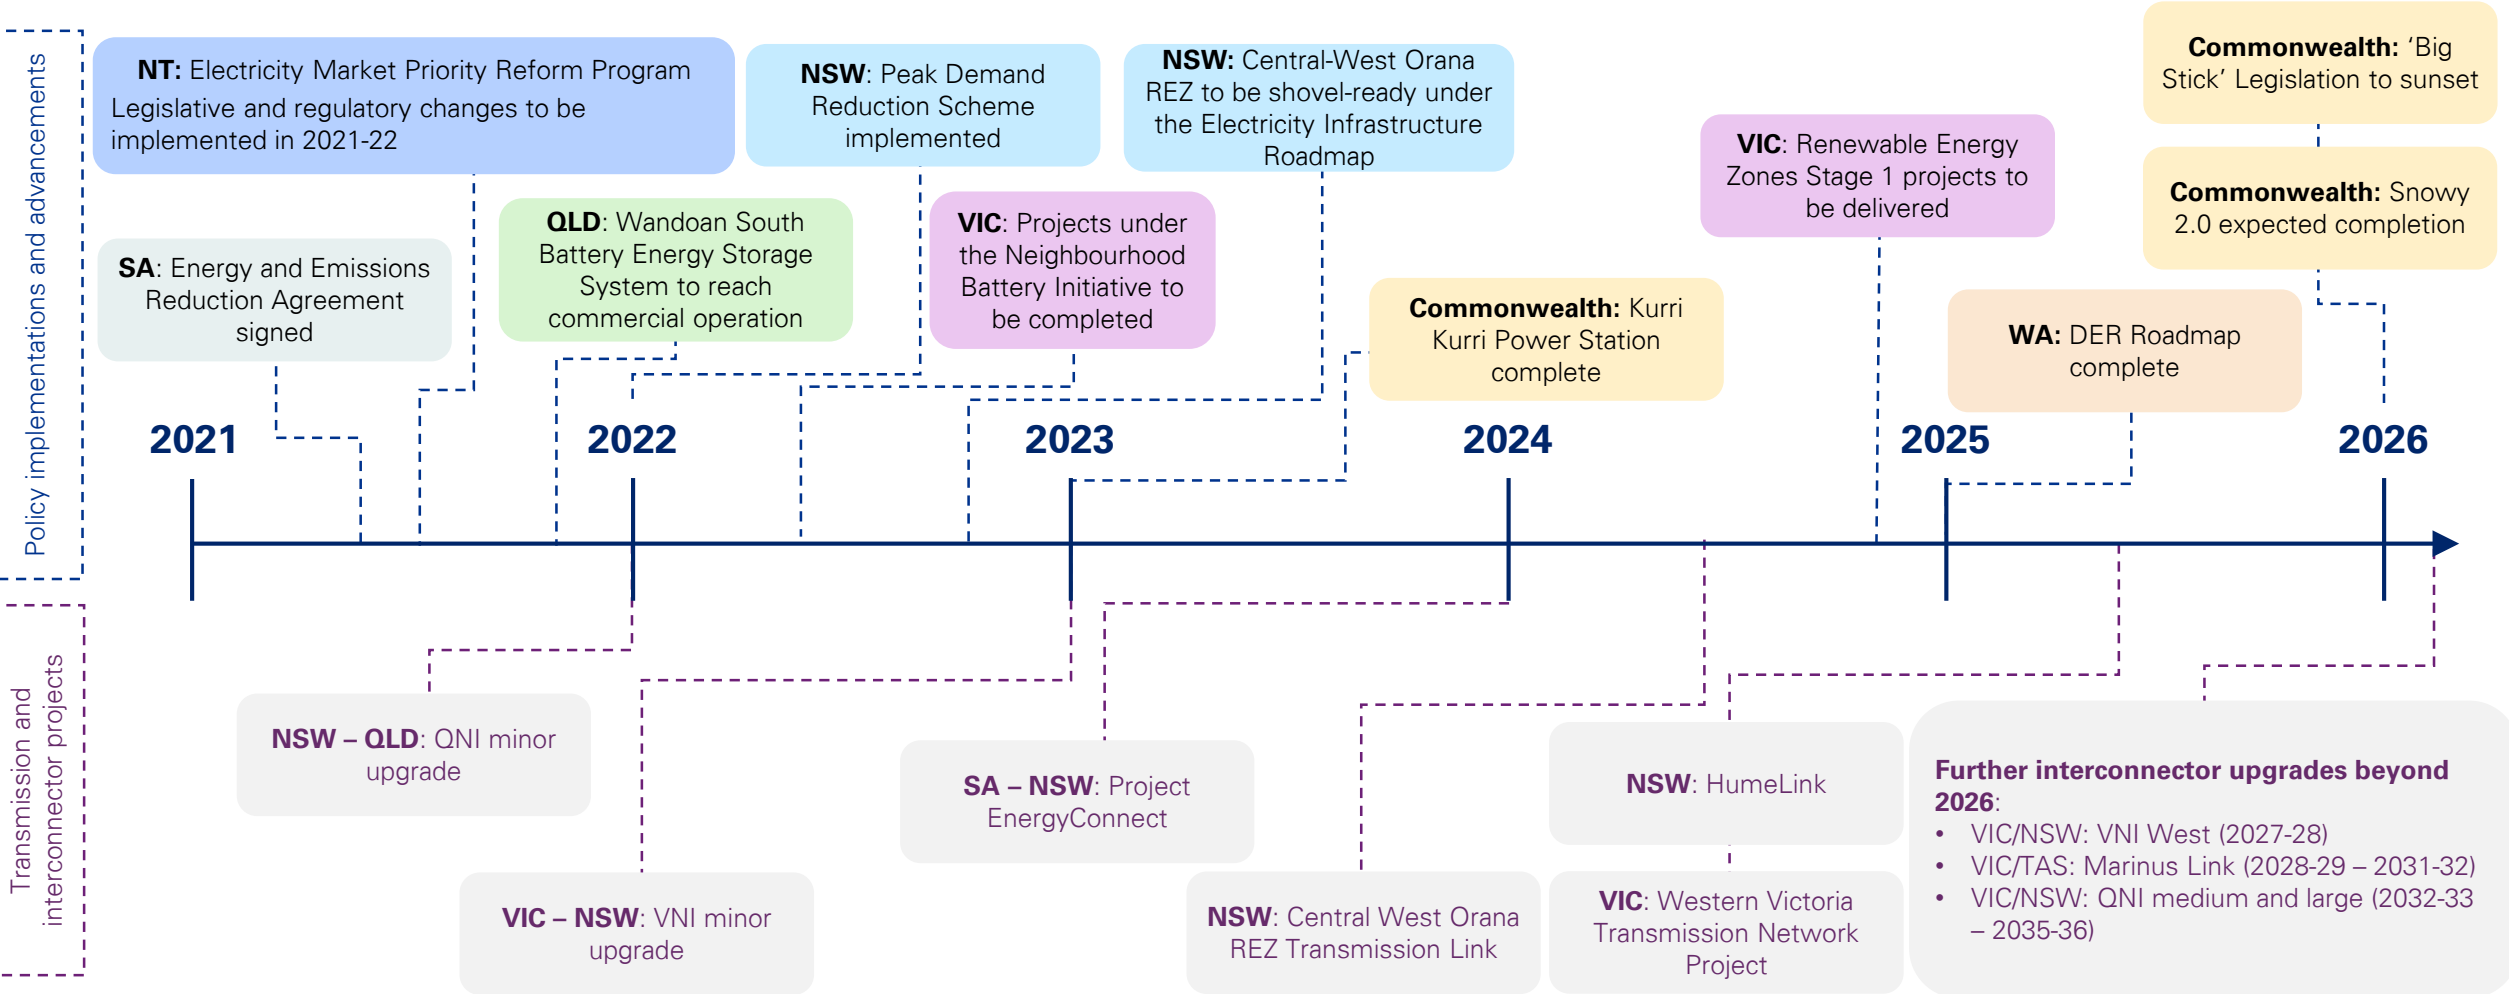 Policy implementations and advancements
NT: Electricity Market Priority Reform Program
Legislative and regulatory changes to be
implemented in 2021-22
NSW: Peak Demand
Reduction Scheme
implemented
NSW: Central-West Orana
REZ to be shovel-ready under
the Electricity Infrastructure
Roadmap
Commonwealth: ‘Big
Stick’ Legislation to sunset
VIC: Renewable Energy
Zones Stage 1 projects to
be delivered
Commonwealth: Snowy
2.0 expected completion
SA: Energy and Emissions
Reduction Agreement
signed
QLD: Wandoan South
Battery Energy Storage
System to reach
commercial operation
VIC: Projects under
the Neighbourhood
Battery Initiative to
be completed
Commonwealth: Kurri
Kurri Power Station
complete
WA: DER Roadmap
complete
2021
2022
2023
2024
2025
2026
Transmission and
interconnector projects
NSW – QLD: QNI minor
upgrade
VIC – NSW: VNI minor
upgrade
SA – NSW: Project
EnergyConnect
NSW: Central West Orana
REZ Transmission Link
NSW: HumeLink
VIC: Western Victoria
Transmission Network
Project
Further interconnector upgrades beyond
2026:
• VIC/NSW: VNI West (2027-28)
• VIC/TAS: Marinus Link (2028-29 – 2031-32)
• VIC/NSW: QNI medium and large (2032-33
– 2035-36)